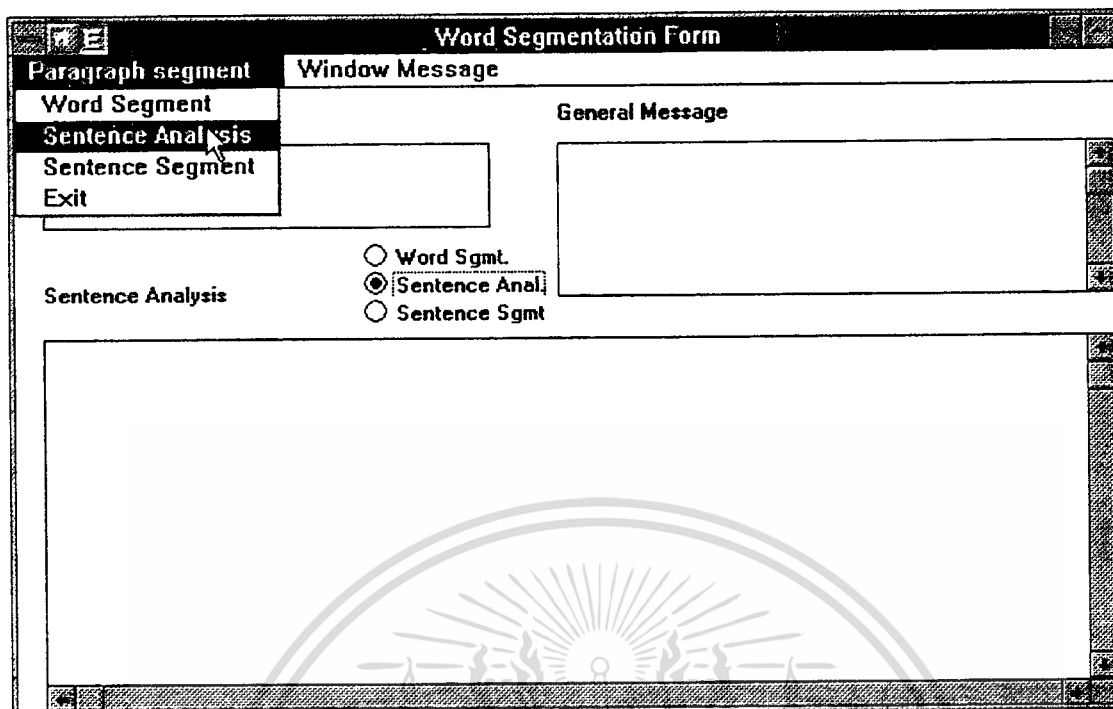 Word Segmentation Form
Paragraph segment Window Message
Word Segment
Sentence Analysis
Sentence Segment
Exit
General Message
Word Sgmt.
Sentence Anal.
Sentence Sgmt
Sentence Analysis